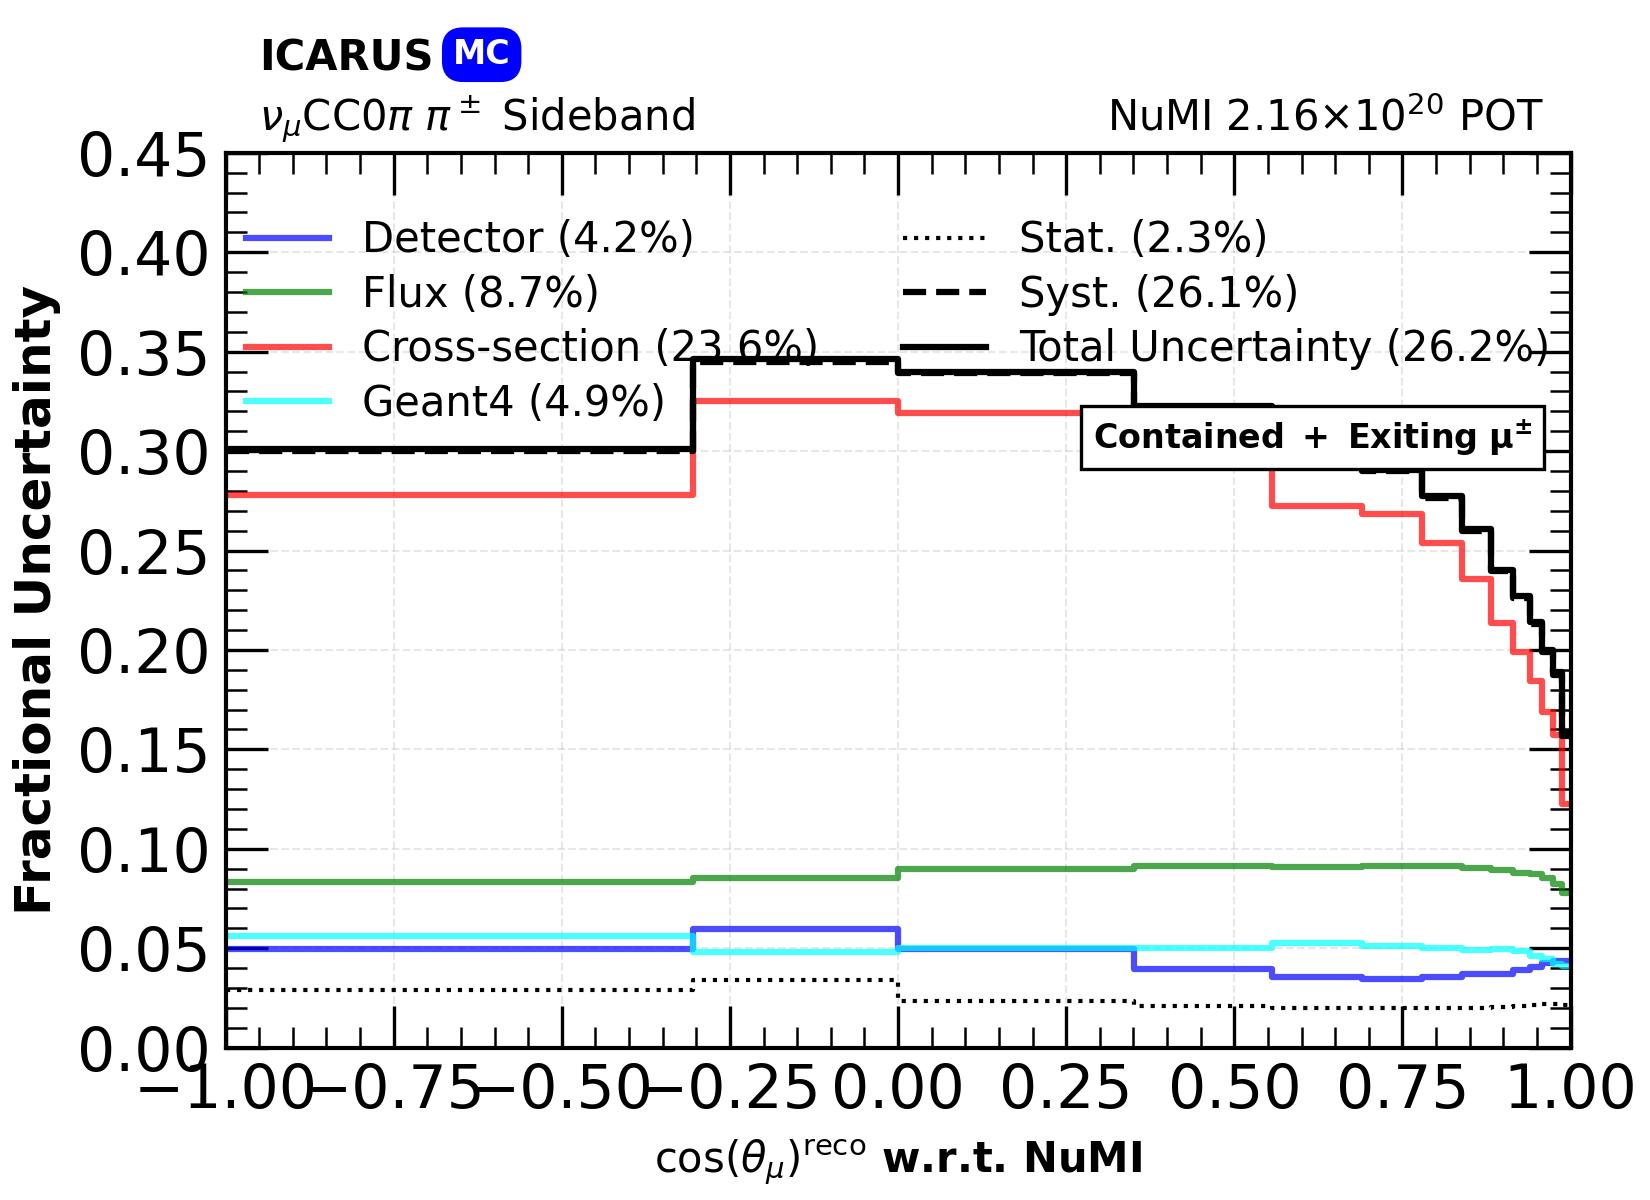 ICARUS MC
νμCC0π π± Sideband
NuMI 2.16×10²⁰ POT
0.45
0.40
0.35
0.30
0.25
0.20
0.15
0.10
0.05
0.00
Fractional Uncertainty
Detector (4.2%)
Flux (8.7%)
Cross-section (23.6%)
Geant4 (4.9%)
Stat. (2.3%)
Syst. (26.1%)
Total Uncertainty (26.2%)
Contained + Exiting μ±
−1.00 −0.75 −0.50 −0.25 0.00 0.25 0.50 0.75 1.00
cos(θμ)reco w.r.t. NuMI